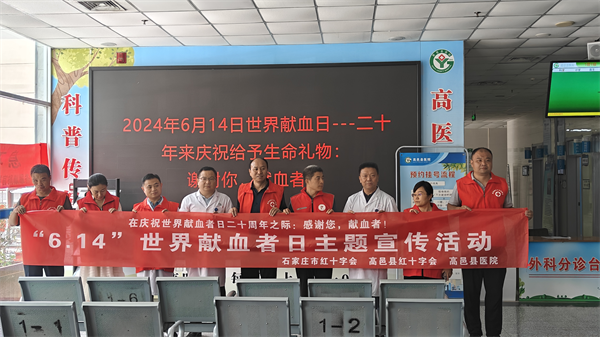 2024年6月14日世界献血日---二十
年来庆祝给予生命礼物：
谢
你
献血者
科普传
高医
预约挂号流程
在庆祝世界献血者日二十周年之际：感谢您，献血者！
“6.14”世界献血者日主题宣传活动
石家庄市红十字会 高邑县红十字会 高邑县医院
外科分诊台
1-1
1-6
1-2